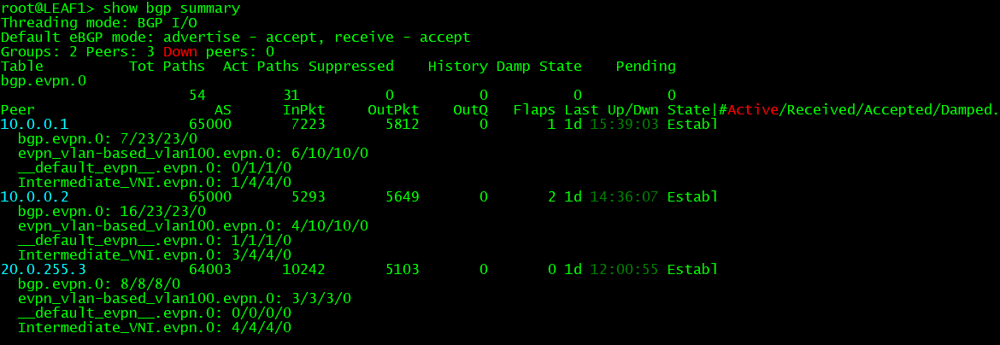 root@LEAF1> show bgp summary
Threading mode: BGP I/O
Default eBGP mode: advertise - accept, receive - accept
Groups: 2 Peers: 3 Down peers: 0
Table          Tot Paths  Act Paths Suppressed    History Damp State    Pending
bgp.evpn.0
                      54         31          0          0          0          0
Peer                     AS      InPkt     OutPkt    OutQ   Flaps Last Up/Dwn State|#Active/Received/Accepted/Damped.
10.0.0.1              65000       7223       5812       0       1 1d 15:39:03 Establ
  bgp.evpn.0: 7/23/23/0
  evpn_vlan-based_vlan100.evpn.0: 6/10/10/0
  __default_evpn__.evpn.0: 0/1/1/0
  Intermediate_VNI.evpn.0: 1/4/4/0
10.0.0.2              65000       5293       5649       0       2 1d 14:36:07 Establ
  bgp.evpn.0: 16/23/23/0
  evpn_vlan-based_vlan100.evpn.0: 4/10/10/0
  __default_evpn__.evpn.0: 1/1/1/0
  Intermediate_VNI.evpn.0: 3/4/4/0
20.0.255.3            64003      10242       5103       0       0 1d 12:00:55 Establ
  bgp.evpn.0: 8/8/8/0
  evpn_vlan-based_vlan100.evpn.0: 3/3/3/0
  __default_evpn__.evpn.0: 0/0/0/0
  Intermediate_VNI.evpn.0: 4/4/4/0